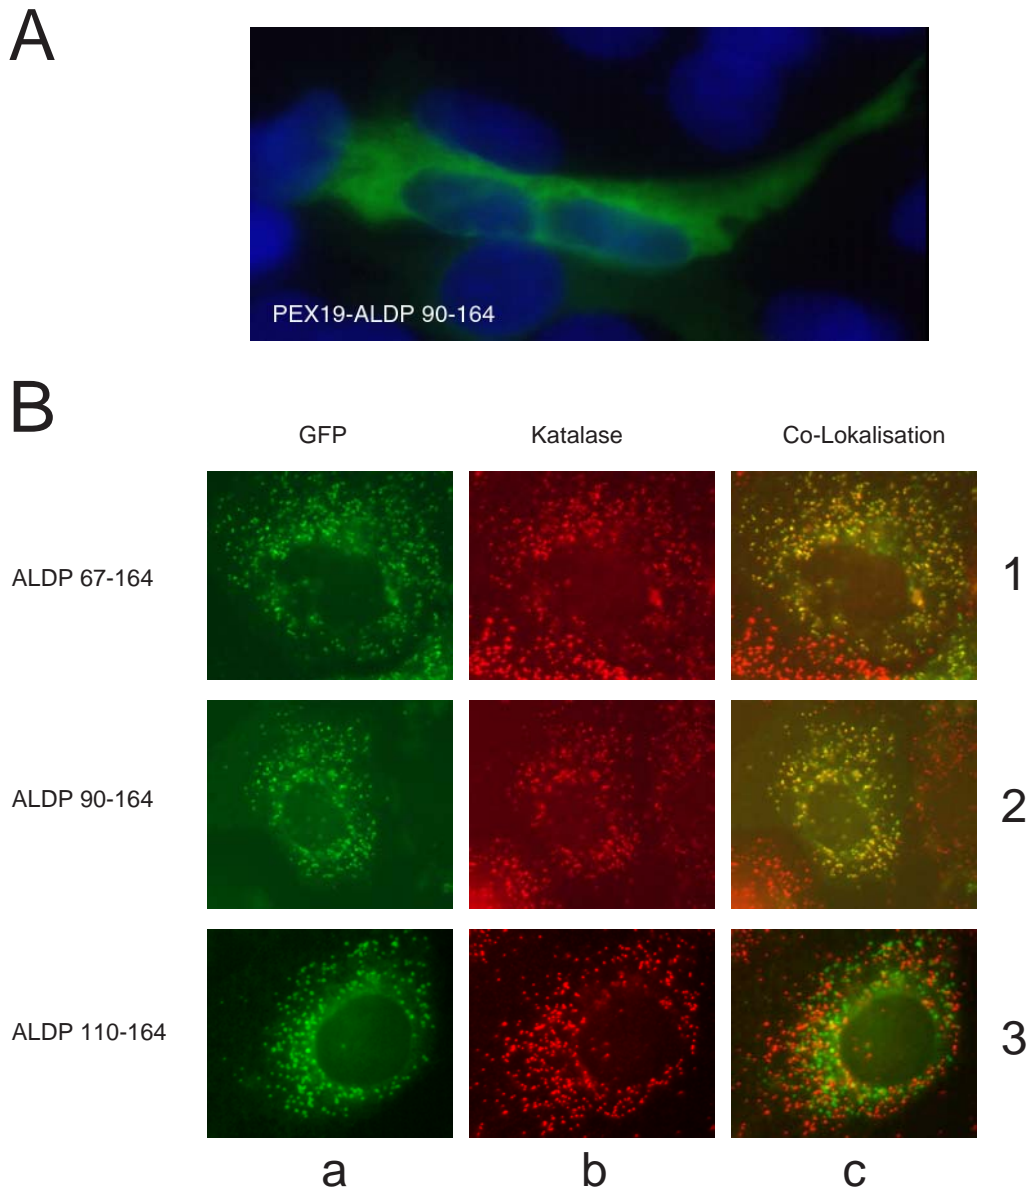 A
PEX19-ALDP 90-164
B
GFP Katalase Co-Lokalisation
ALDP 67-164 1
ALDP 90-164 2
ALDP 110-164 3
a b c